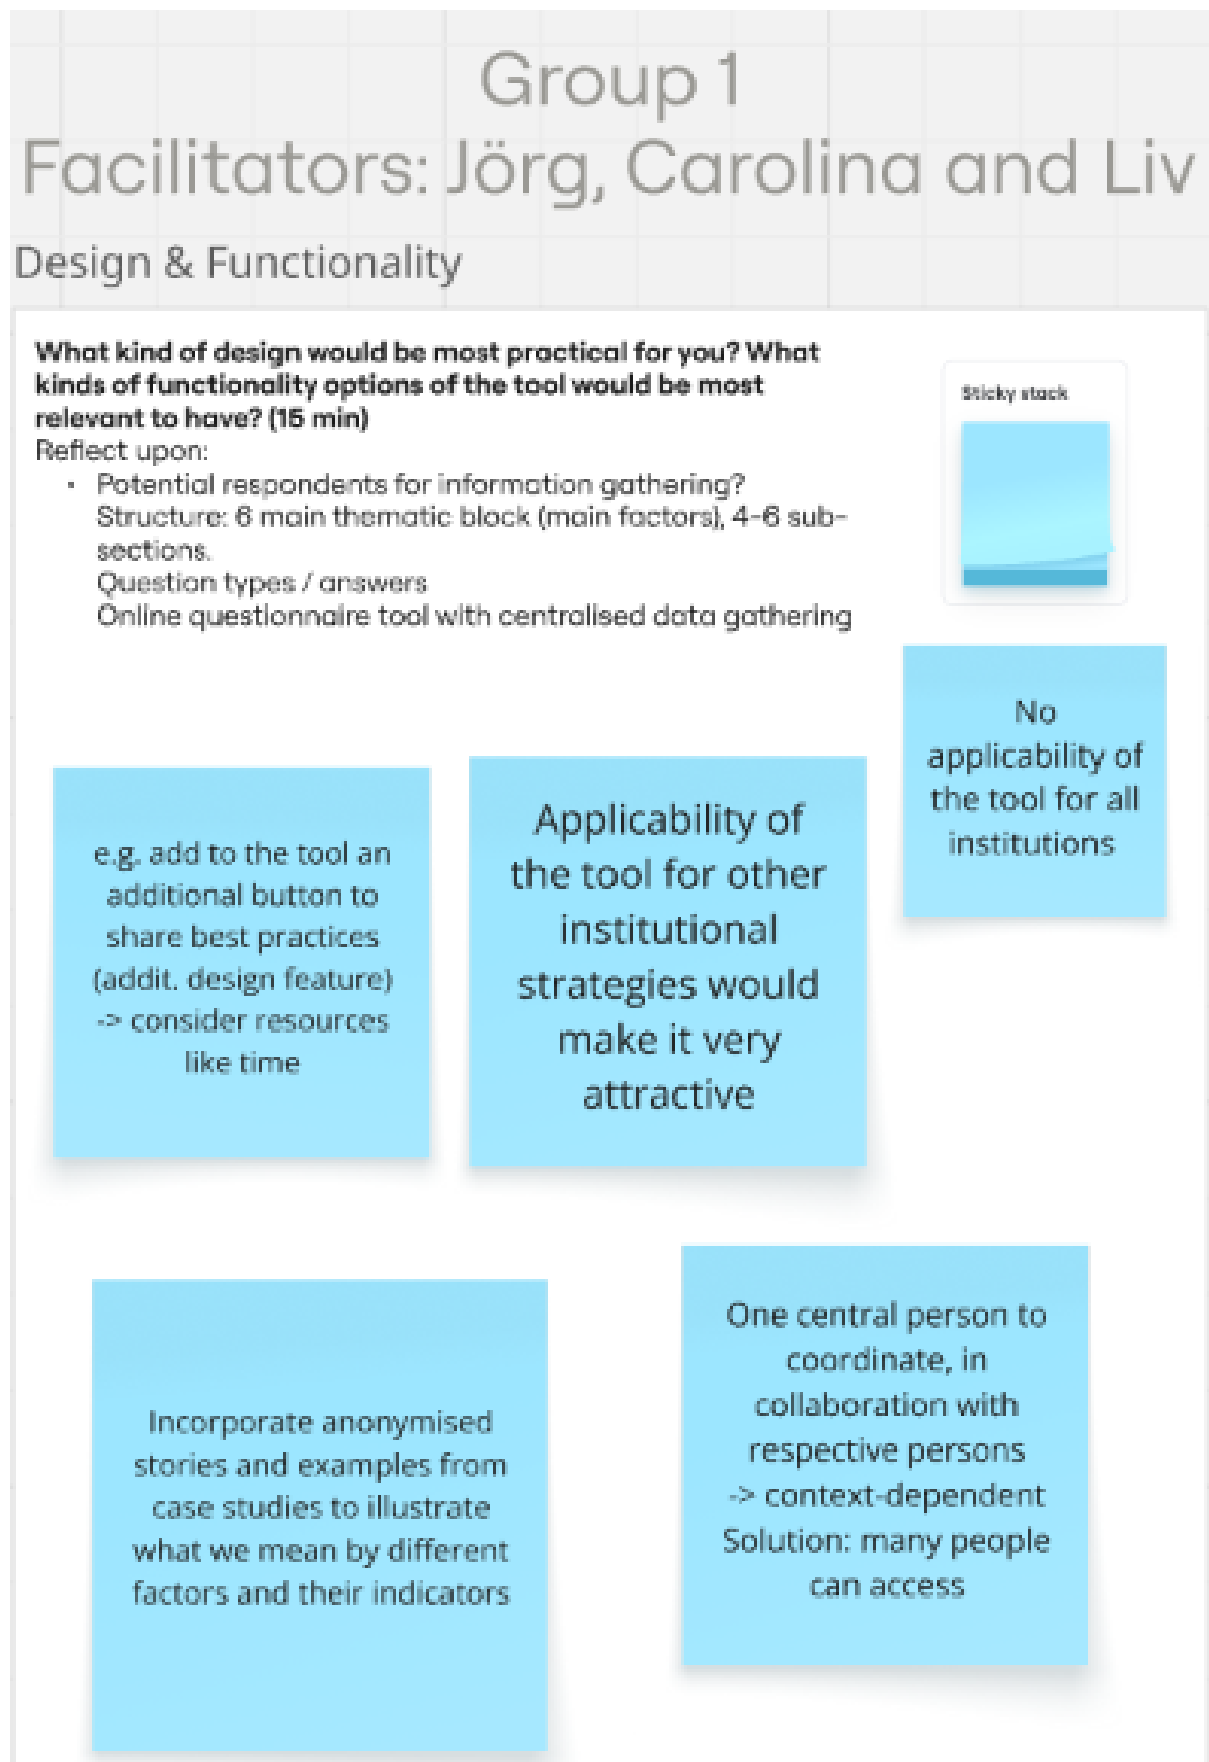 Group 1
Facilitators: Jörg, Carolina and Liv
Design & Functionality
What kind of design would be most practical for you? What
kinds of functionality options of the tool would be most
relevant to have? (15 min)
Reflect upon:
• Potential respondents for information gathering?
Structure: 6 main thematic block (main factors), 4-6 sub-
sections.
Question types / answers
Online questionnaire tool with centralised data gathering
Sticky stack
No
applicability of
the tool for all
institutions
e.g. add to the tool an
additional button to
share best practices
(addit. design feature)
-> consider resources
like time
Applicability of
the tool for other
institutional
strategies would
make it very
attractive
Incorporate anonymised
stories and examples from
case studies to illustrate
what we mean by different
factors and their indicators
One central person to
coordinate, in
collaboration with
respective persons
-> context-dependent
Solution: many people
can access